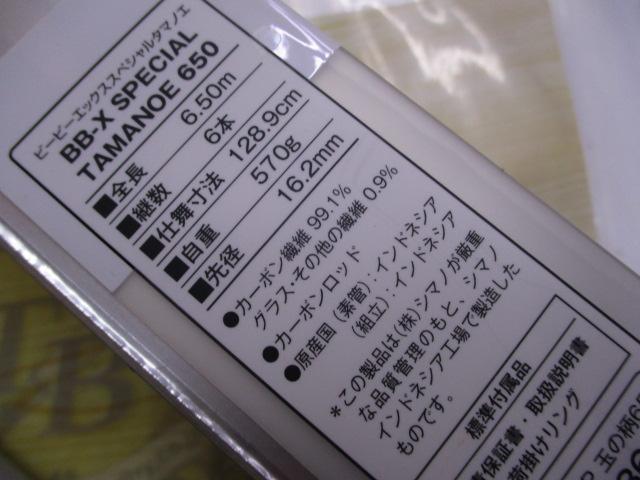 ビービーエックススペシャルタマノエ
BB-X SPECIAL
TAMANOE 650
■全長 6.50m
■継数 6本
■仕舞寸法 128.9cm
■自重 570g
■先径 16.2mm
●カーボン繊維 99.1%
グラス・その他の繊維 0.9%
●カーボンロッド
●原産国(素管):インドネシア
(組立):インドネシア
*この製品は(株)シマノが厳重
な品質管理のもと、シマノ
インドネシア工場で製造した
ものです。
標準付属品
保証書・取扱説明書
荷掛けリング
玉の柄